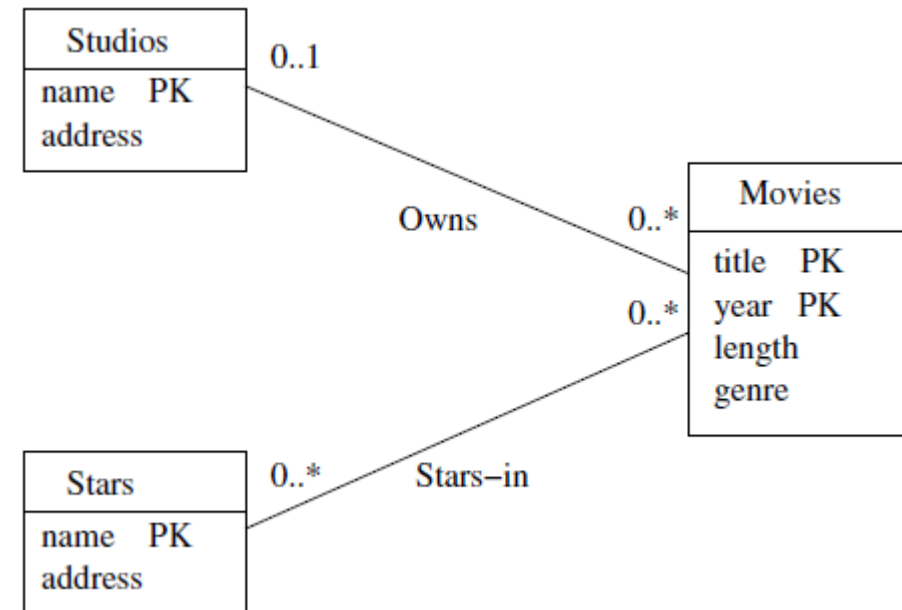 Studios
name PK
address
0..1
Owns
0..*
Movies
title PK
year PK
length
genre
0..*
Stars-in
0..*
Stars
name PK
address